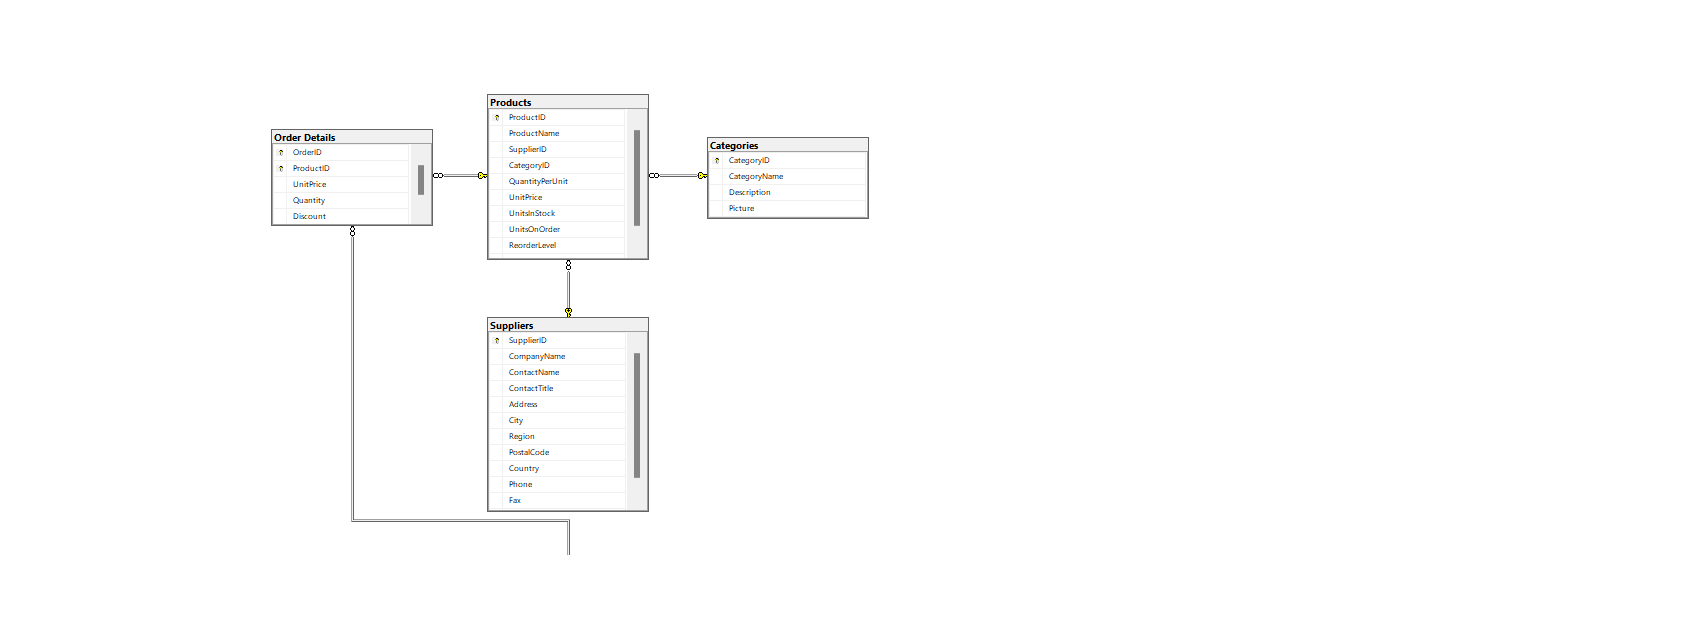 Products
ProductID
ProductName
SupplierID
CategoryID
QuantityPerUnit
UnitPrice
UnitsInStock
UnitsOnOrder
ReorderLevel
Order Details
OrderID
ProductID
UnitPrice
Quantity
Discount
Categories
CategoryID
CategoryName
Description
Picture
Suppliers
SupplierID
CompanyName
ContactName
ContactTitle
Address
City
Region
PostalCode
Country
Phone
Fax